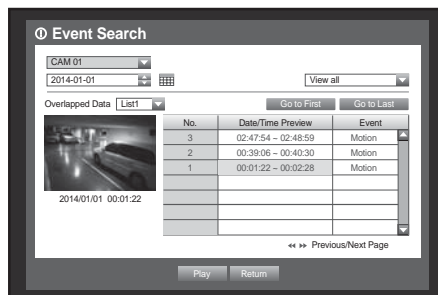 Event Search
CAM 01
2014-01-01
View all
Overlapped Data List1
Go to First Go to Last
No. Date/Time Preview Event
3 02:47:54 ~ 02:48:59 Motion
2 00:39:06 ~ 00:40:30 Motion
1 00:01:22 ~ 00:02:28 Motion
2014/01/01 00:01:22
Previous/Next Page
Play Return